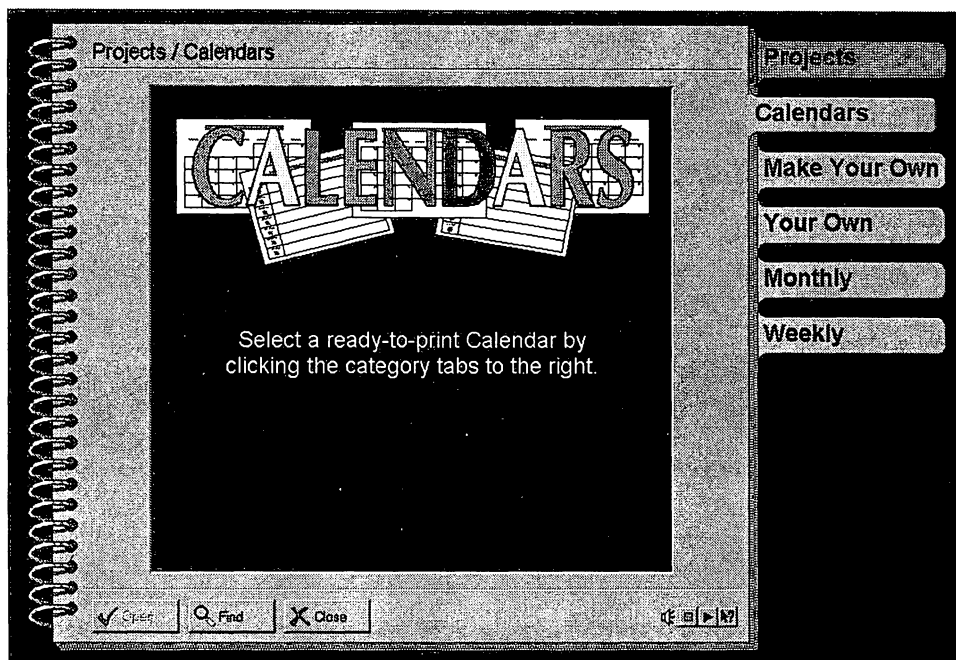 Projects / Calendars
CALENDARS
Select a ready-to-print Calendar by
clicking the category tabs to the right.
Open
Find
Close
Projects
Calendars
Make Your Own
Your Own
Monthly
Weekly